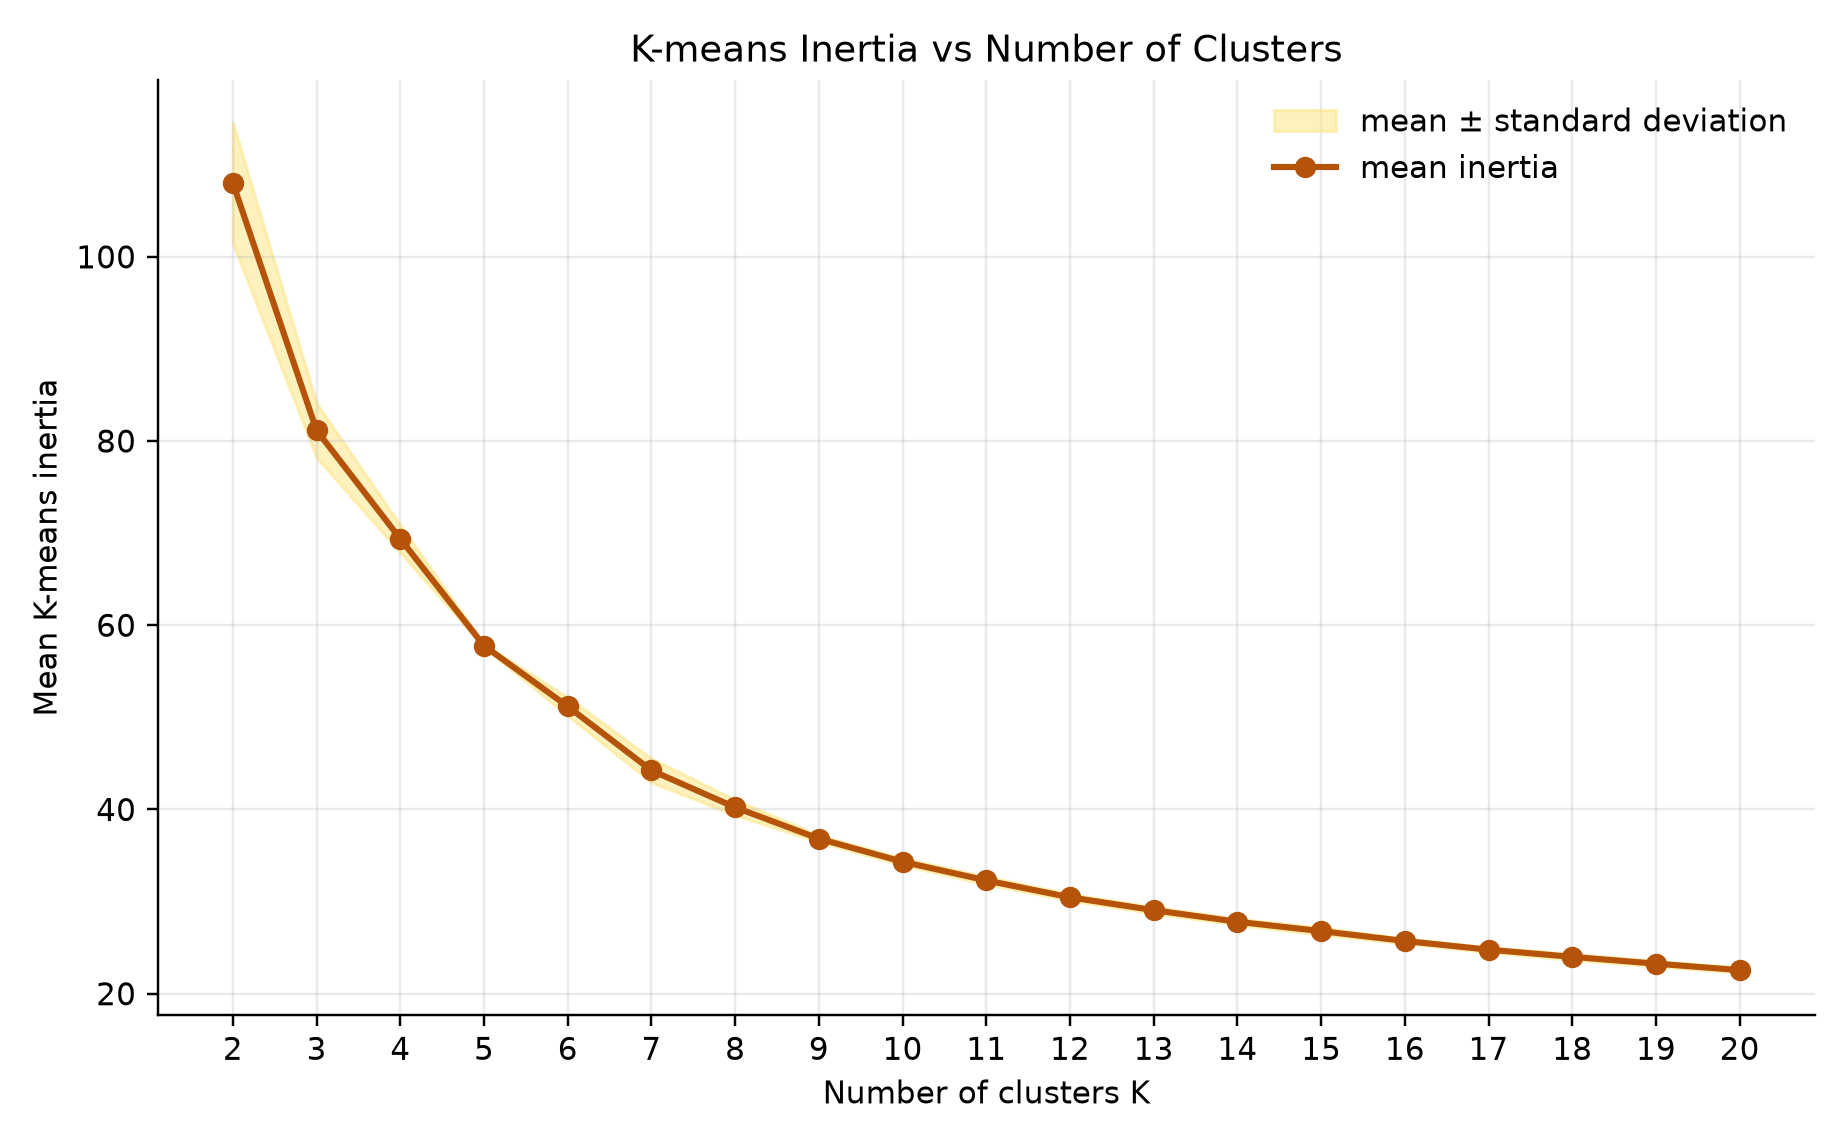 K-means Inertia vs Number of Clusters
mean ± standard deviation
mean inertia
Mean K-means inertia
100
80
60
40
20
2 3 4 5 6 7 8 9 10 11 12 13 14 15 16 17 18 19 20
Number of clusters K